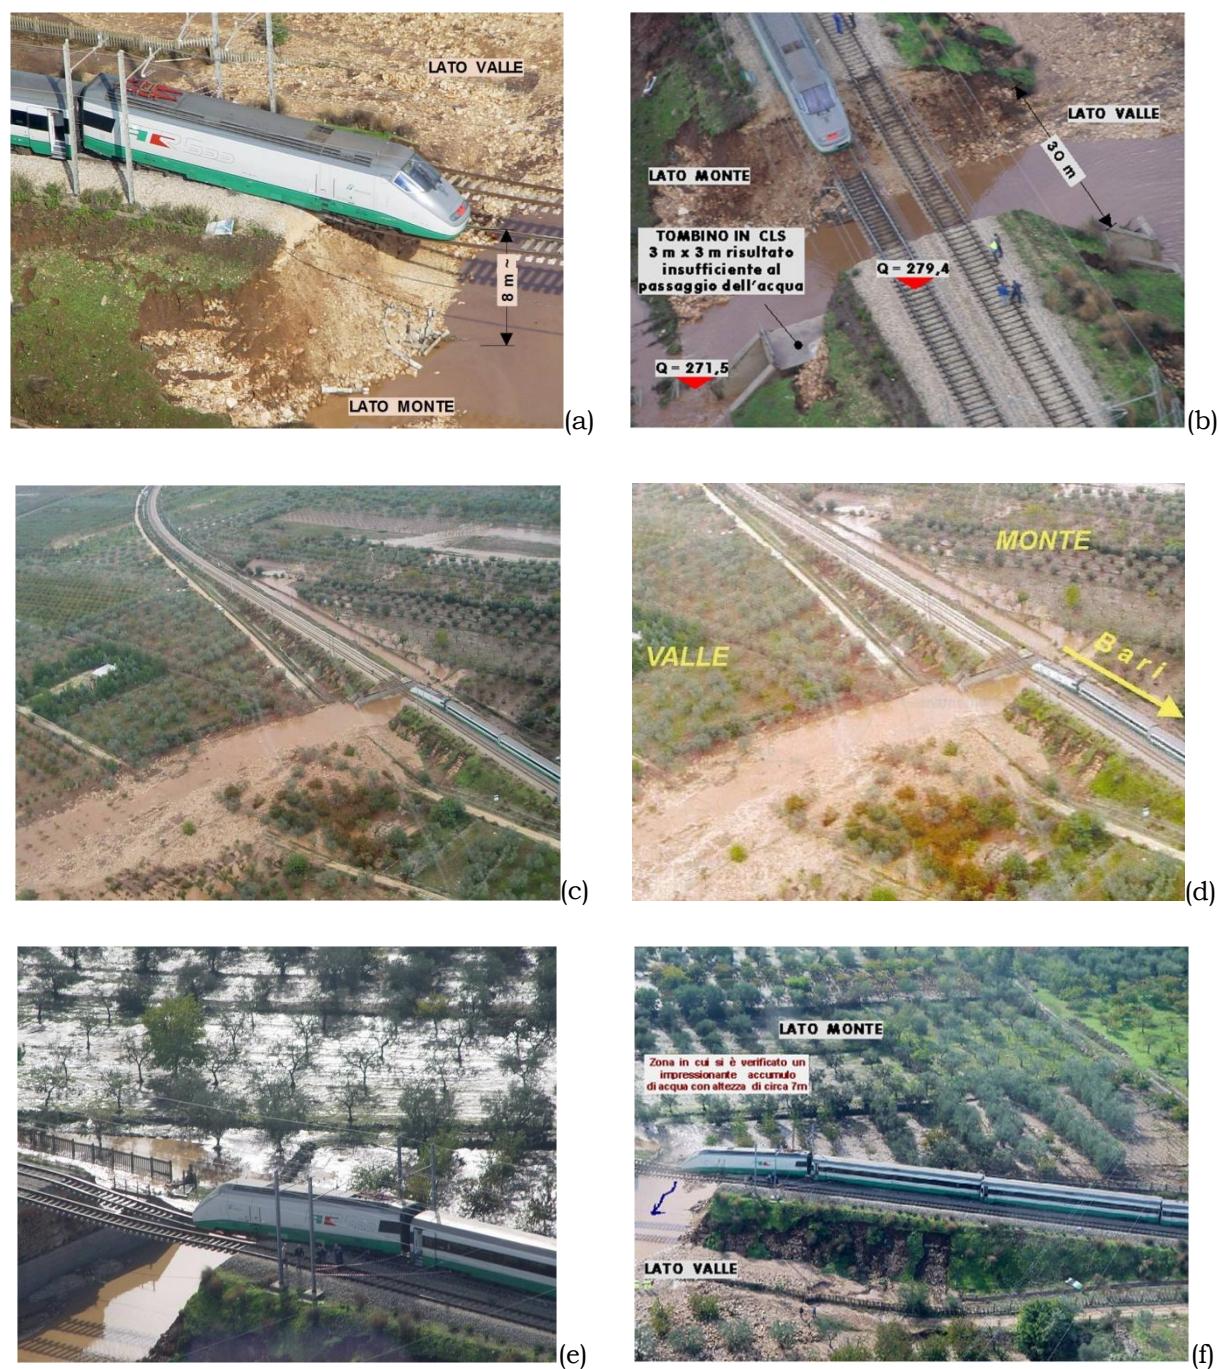 LATO VALLE
8 m ~
LATO MONTE
(a)
LATO VALLE
30 m
LATO MONTE
TOMBINO IN CLS
3 m x 3 m risultato
insufficiente al
passaggio dell'acqua
Q = 279,4
Q = 271,5
(b)
(c)
MONTE
VALLE
Bari
(d)
(e)
LATO MONTE
Zona in cui si è verificato un
impressionante accumulo
di acqua con altezza di circa 7m
LATO VALLE
(f)